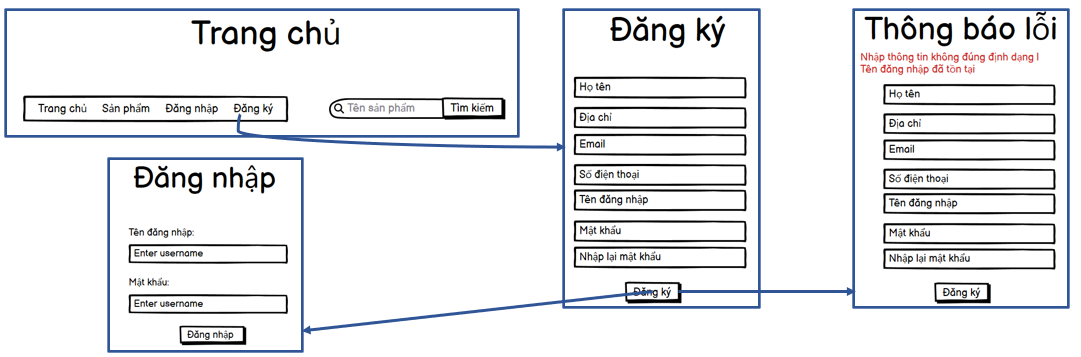 Trang chủ
Trang chủ Sản phẩm Đăng nhập Đăng ký
Tên sản phẩm Tìm kiếm
Đăng nhập
Tên đăng nhập:
Enter username
Mật khẩu:
Enter username
Đăng nhập
Đăng ký
Họ tên
Địa chỉ
Email
Số điện thoại
Tên đăng nhập
Mật khẩu
Nhập lại mật khẩu
Đăng ký
Thông báo lỗi
Nhập thông tin không đúng định dạng !
Tên đăng nhập đã tồn tại
Họ tên
Địa chỉ
Email
Số điện thoại
Tên đăng nhập
Mật khẩu
Nhập lại mật khẩu
Đăng ký